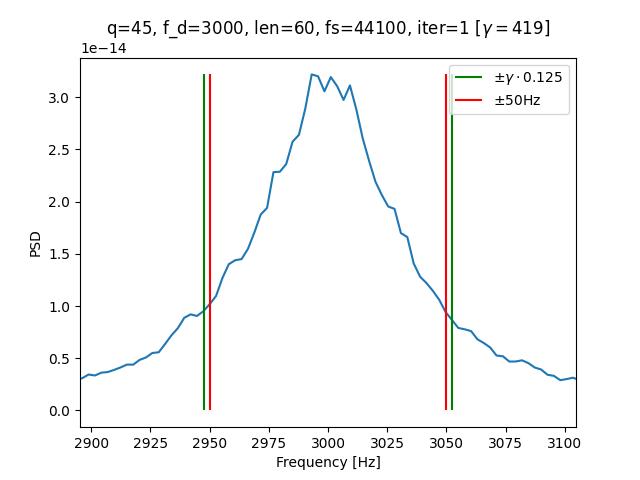 q=45, f_d=3000, len=60, fs=44100, iter=1 [γ = 419]
1e−14
±γ · 0.125
±50Hz
3.0
2.5
2.0
1.5
1.0
0.5
0.0
PSD
2900 2925 2950 2975 3000 3025 3050 3075 3100
Frequency [Hz]